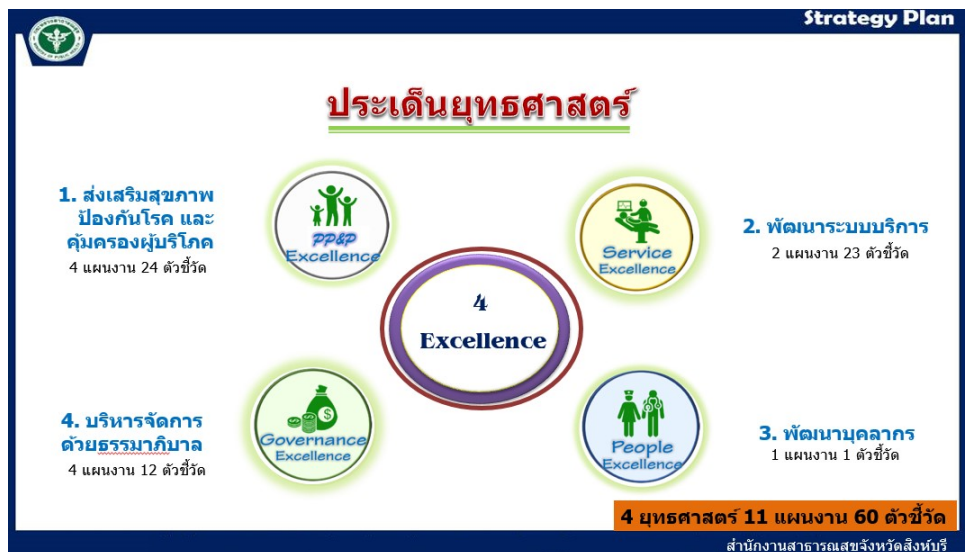 Strategy Plan
ประเด็นยุทธศาสตร์
1. ส่งเสริมสุขภาพ
ป้องกันโรค และ
คุ้มครองผู้บริโภค
4 แผนงาน 24 ตัวชี้วัด
PP&P
Excellence
Service
Excellence
2. พัฒนาระบบบริการ
2 แผนงาน 23 ตัวชี้วัด
4
Excellence
4. บริหารจัดการ
ด้วยธรรมาภิบาล
4 แผนงาน 12 ตัวชี้วัด
Governance
Excellence
People
Excellence
3. พัฒนาบุคลากร
1 แผนงาน 1 ตัวชี้วัด
4 ยุทธศาสตร์ 11 แผนงาน 60 ตัวชี้วัด
สำนักงานสาธารณสุขจังหวัดสิงห์บุรี